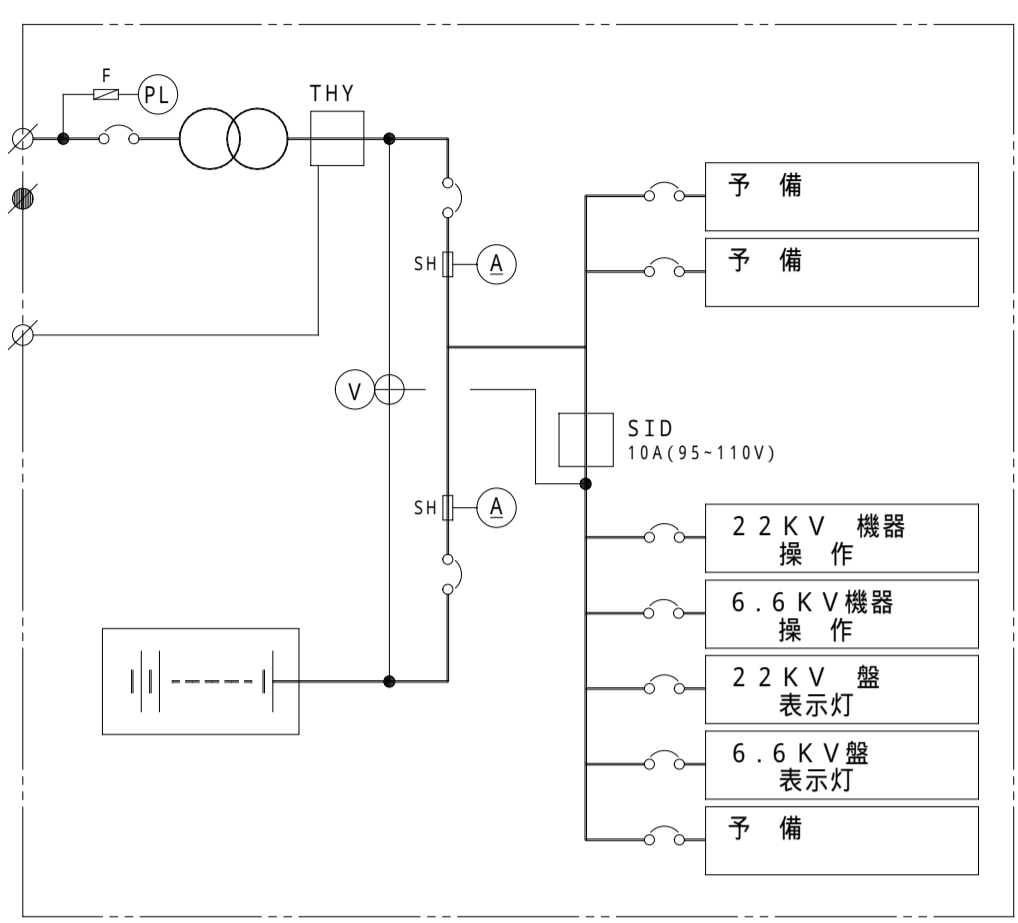 F
PL
THY
予 備
SH A
予 備
V
SID
10A(95~110V)
SH A
22KV 機器
操 作
6.6KV機器
操 作
22KV 盤
表示灯
6.6KV盤
表示灯
予 備